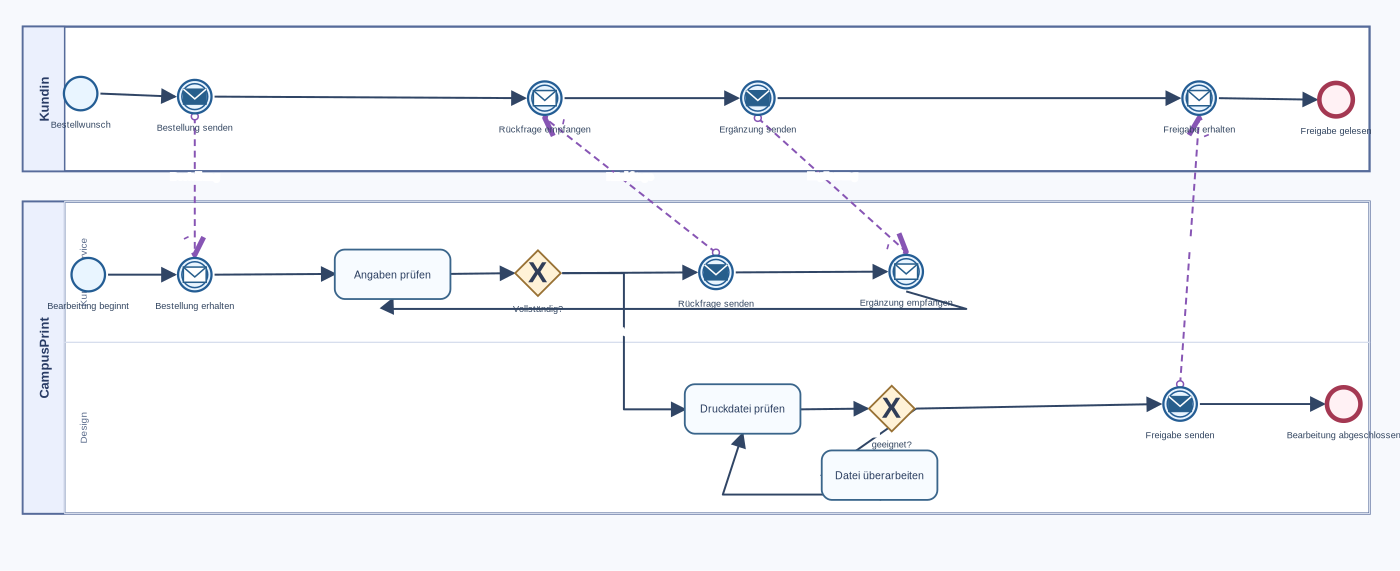 Kundin
Bestellwunsch
Bestellung senden
Rückfrage empfangen
Ergänzung senden
Freigabe erhalten
Freigabe gelesen
CampusPrint
Bearbeitung beginnt
Bestellung erhalten
Angaben prüfen
X
Vollständig?
Rückfrage senden
Ergänzung empfangen
Design
Druckdatei prüfen
X
geeignet?
Datei überarbeiten
Freigabe senden
Bearbeitung abgeschlossen